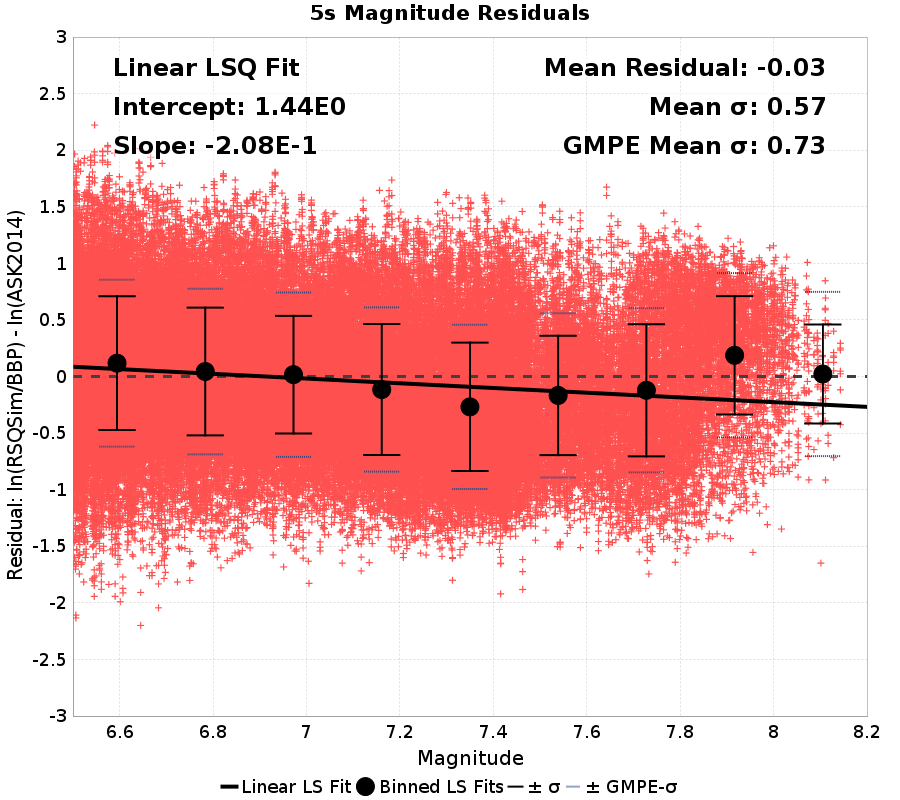 5s Magnitude Residuals
Linear LSQ Fit
Intercept: 1.44E0
Slope: -2.08E-1
Mean Residual: -0.03
Mean σ: 0.57
GMPE Mean σ: 0.73
Residual: ln(RSQSim/BBP) - ln(ASK2014)
3
2.5
2
1.5
1
0.5
0
-0.5
-1
-1.5
-2
-2.5
-3
6.6 6.8 7 7.2 7.4 7.6 7.8 8 8.2
Magnitude
Linear LS Fit Binned LS Fits ± σ ± GMPE-σ